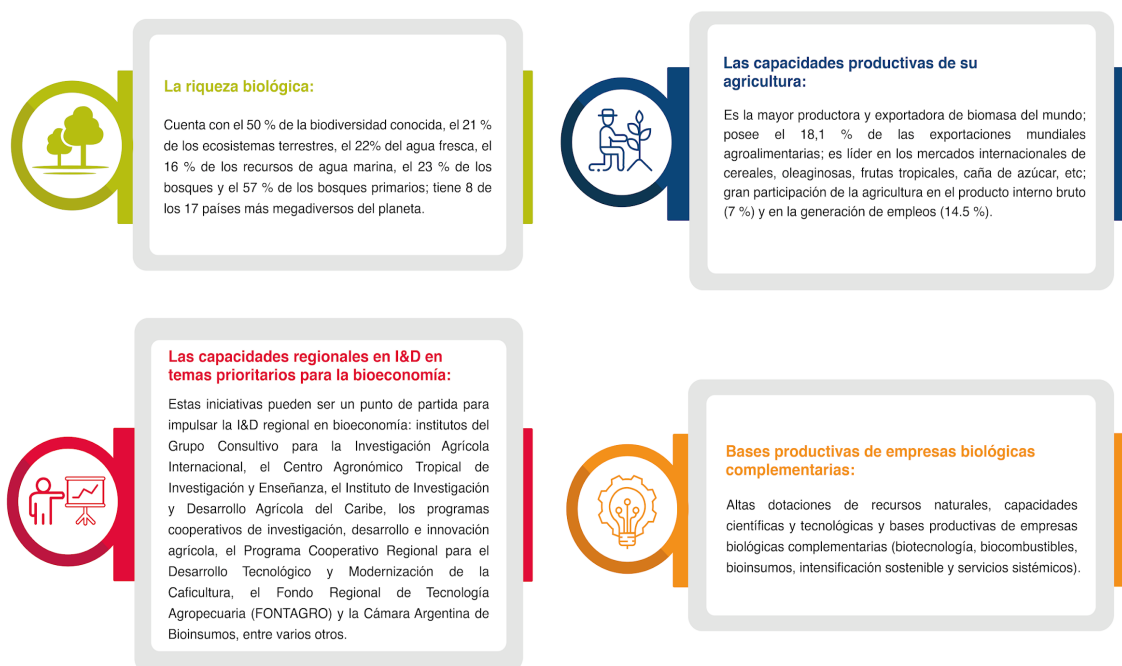 La riqueza biológica:
Cuenta con el 50 % de la biodiversidad conocida, el 21 %
de los ecosistemas terrestres, el 22% del agua fresca, el
16 % de los recursos de agua marina, el 23 % de los
bosques y el 57 % de los bosques primarios; tiene 8 de
los 17 países más megadiversos del planeta.
Las capacidades productivas de su
agricultura:
Es la mayor productora y exportadora de biomasa del mundo;
posee el 18,1 % de las exportaciones mundiales
agroalimentarias; es líder en los mercados internacionales de
cereales, oleaginosas, frutas tropicales, caña de azúcar, etc;
gran participación de la agricultura en el producto interno bruto
(7 %) y en la generación de empleos (14.5 %).
Las capacidades regionales en I&D en
temas prioritarios para la bioeconomía:
Estas iniciativas pueden ser un punto de partida para
impulsar la I&D regional en bioeconomía: institutos del
Grupo Consultivo para la Investigación Agrícola
Internacional, el Centro Agronómico Tropical de
Investigación y Enseñanza, el Instituto de Investigación
y Desarrollo Agrícola del Caribe, los programas
cooperativos de investigación, desarrollo e innovación
agrícola, el Programa Cooperativo Regional para el
Desarrollo Tecnológico y Modernización de la
Caficultura, el Fondo Regional de Tecnología
Agropecuaria (FONTAGRO) y la Cámara Argentina de
Bioinsumos, entre varios otros.
Bases productivas de empresas biológicas
complementarias:
Altas dotaciones de recursos naturales, capacidades
científicas y tecnológicas y bases productivas de empresas
biológicas complementarias (biotecnología, biocombustibles,
bioinsumos, intensificación sostenible y servicios sistémicos).